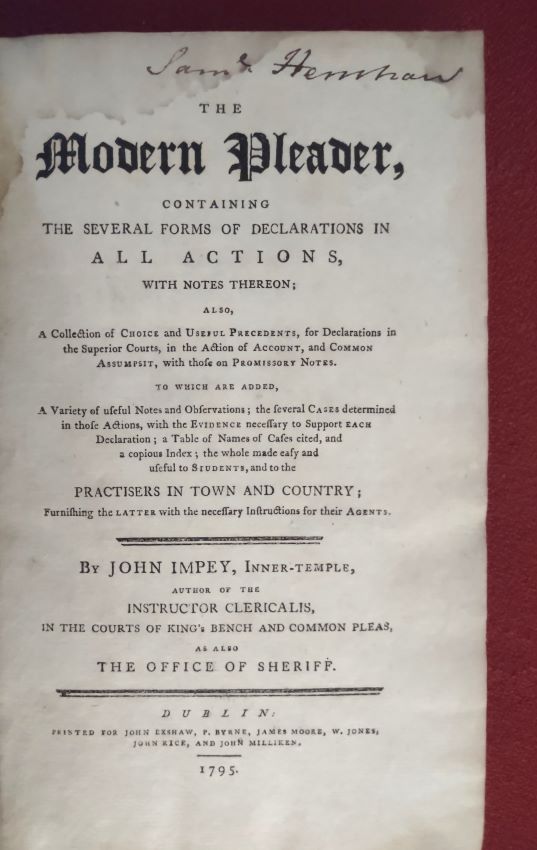 Sam.l Henshaw
THE
Modern Pleader,
CONTAINING
THE SEVERAL FORMS OF DECLARATIONS IN
ALL ACTIONS,
WITH NOTES THEREON;
ALSO,
A Collection of CHOICE and USEFUL PRECEDENTS, for Declarations in
the Superior Courts, in the Action of ACCOUNT, and COMMON
ASSUMPSIT, with thoſe on PROMISSORY NOTES.
TO WHICH ARE ADDED,
A Variety of uſeful Notes and Obſervations; the ſeveral CASES determined
in thoſe Actions, with the EVIDENCE neceſſary to Support EACH
Declaration; a Table of Names of Caſes cited, and
a copious Index; the whole made eaſy and
uſeful to STUDENTS, and to the
PRACTISERS IN TOWN AND COUNTRY;
Furniſhing the LATTER with the neceſſary Inſtructions for their AGENTS.
BY JOHN IMPEY, INNER-TEMPLE,
AUTHOR OF THE
INSTRUCTOR CLERICALIS,
IN THE COURTS OF KING's BENCH AND COMMON PLEAS,
AS ALSO
THE OFFICE OF SHERIFF.
DUBLIN:
PRINTED FOR JOHN EXSHAW, P. BYRNE, JAMES MOORE, W. JONES,
JOHN RICE, AND JOHN MILLIKEN.
1795.